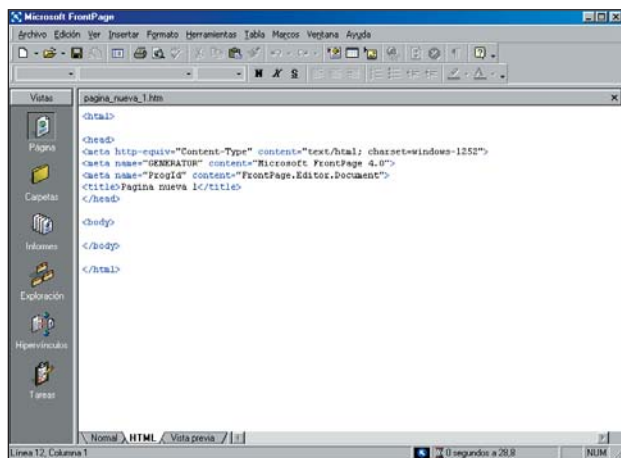 Microsoft FrontPage
Archivo Edición Ver Insertar Formato Herramientas Tabla Marcos Ventana Ayuda
N K S
Vistas
pagina_nueva_1.htm
<html>
<head>
<meta http-equiv="Content-Type" content="text/html; charset=windows-1252">
<meta name="GENERATOR" content="Microsoft FrontPage 4.0">
<meta name="ProgId" content="FrontPage.Editor.Document">
<title>Pagina nueva 1</title>
</head>
<body>
</body>
</html>
Página
Carpetas
Informes
Exploración
Hipervínculos
Tareas
Normal HTML Vista previa
Línea 12, Columna 1
0 segundos a 28,8
NUM